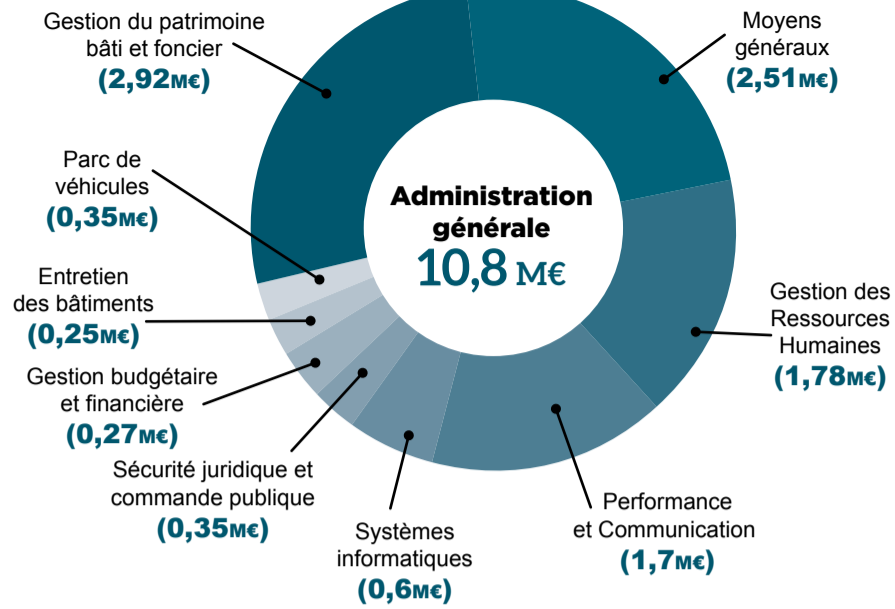 Gestion du patrimoine
bâti et foncier
(2,92M€)
Moyens
généraux
(2,51M€)
Parc de
véhicules
(0,35M€)
Administration
générale
10,8 M€
Entretien
des bâtiments
(0,25M€)
Gestion des
Ressources
Humaines
(1,78M€)
Gestion budgétaire
et financière
(0,27M€)
Sécurité juridique et
commande publique
(0,35M€)
Systèmes
informatiques
(0,6M€)
Performance
et Communication
(1,7M€)